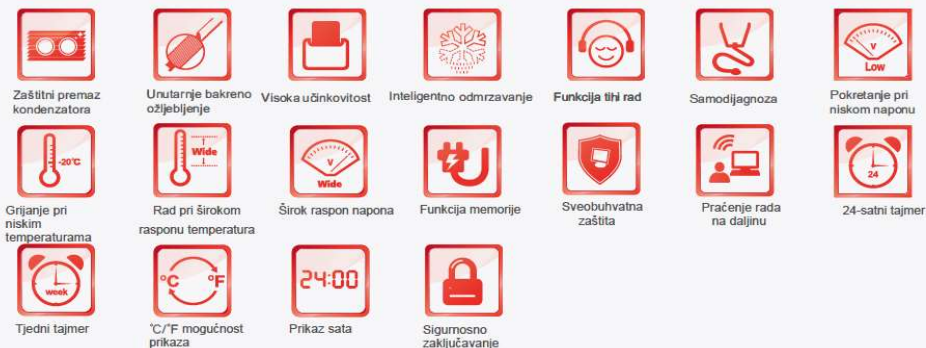 V
Low
Zaštitni premaz
kondenzatora
Unutarnje bakreno
ožljebljenje
Visoka učinkovitost
Inteligentno odmrzavanje
Funkcija tihi rad
Samodijagnoza
Pokretanje pri
niskom naponu
-20°C
Wide
V
Wide
24
Grijanje pri
niskim
temperaturama
Rad pri širokom
rasponu temperatura
Širok raspon napona
Funkcija memorije
Sveobuhvatna
zaštita
Praćenje rada
na daljinu
24-satni tajmer
week
°C °F
24:00
Tjedni tajmer
°C/°F mogućnost
prikaza
Prikaz sata
Sigurnosno
zaključavanje